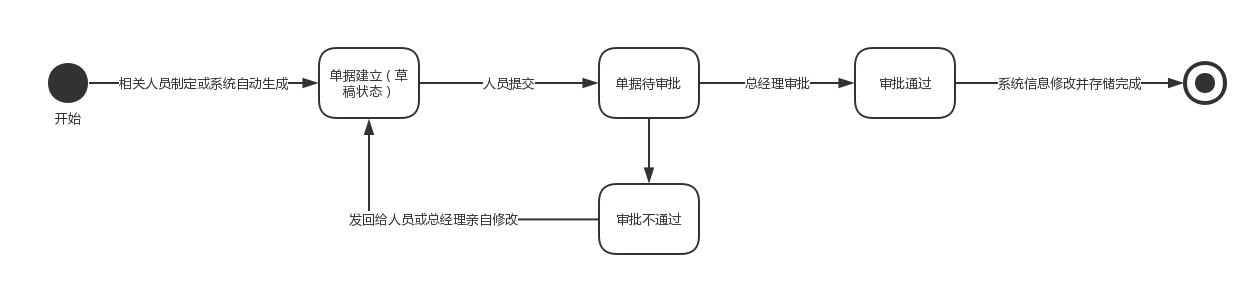 开始
相关人员制定或系统自动生成
单据建立（草
稿状态）
人员提交
单据待审批
总经理审批
审批通过
系统信息修改并存储完成
审批不通过
发回给人员或总经理亲自修改